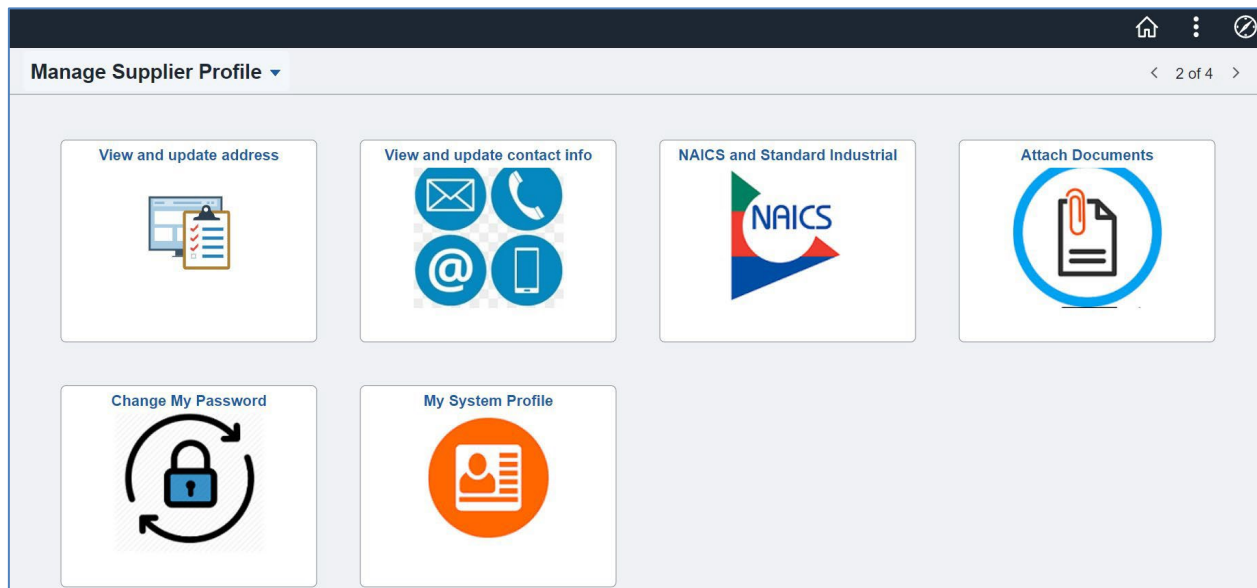 Manage Supplier Profile
2 of 4
View and update address
View and update contact info
NAICS and Standard Industrial
Attach Documents
@
NAICS
Change My Password
My System Profile